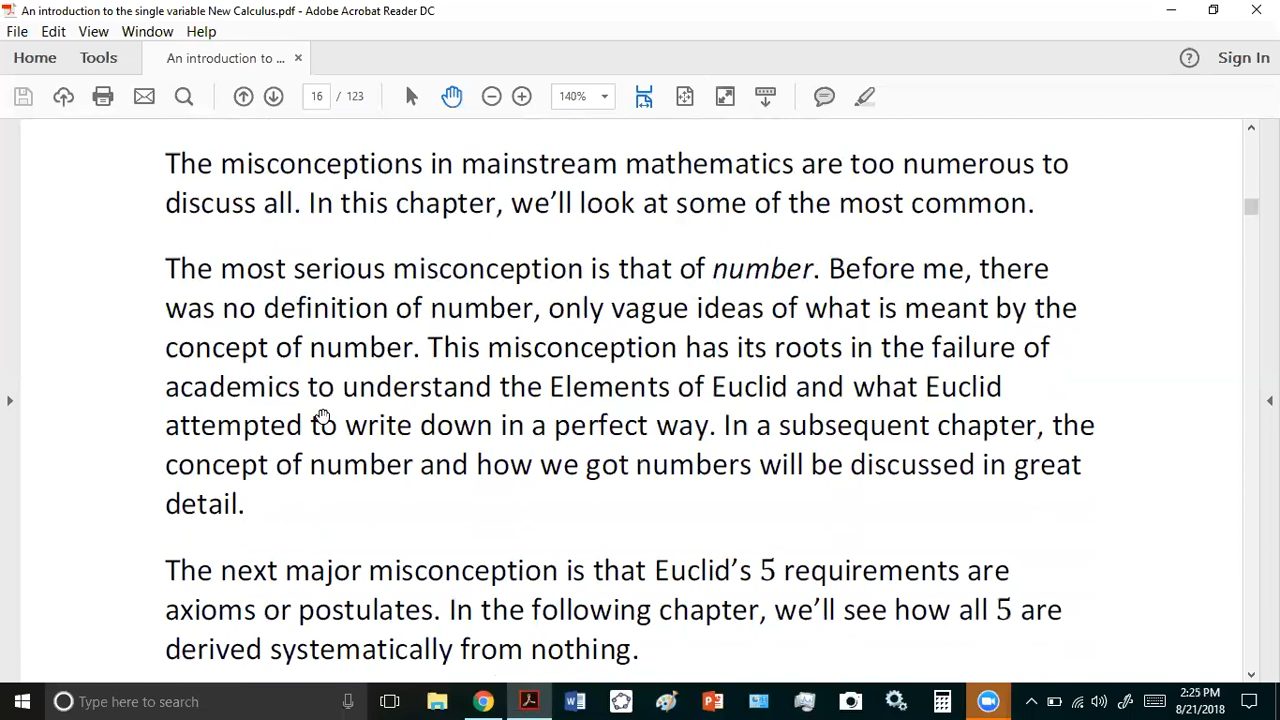 An introduction to the single variable New Calculus.pdf - Adobe Acrobat Reader DC
File Edit View Window Help
Home Tools An introduction to ... × Sign In
16 / 123 140%
The misconceptions in mainstream mathematics are too numerous to
discuss all. In this chapter, we’ll look at some of the most common.
The most serious misconception is that of number. Before me, there
was no definition of number, only vague ideas of what is meant by the
concept of number. This misconception has its roots in the failure of
academics to understand the Elements of Euclid and what Euclid
attempted to write down in a perfect way. In a subsequent chapter, the
concept of number and how we got numbers will be discussed in great
detail.
The next major misconception is that Euclid’s 5 requirements are
axioms or postulates. In the following chapter, we’ll see how all 5 are
derived systematically from nothing.
Type here to search
2:25 PM
8/21/2018